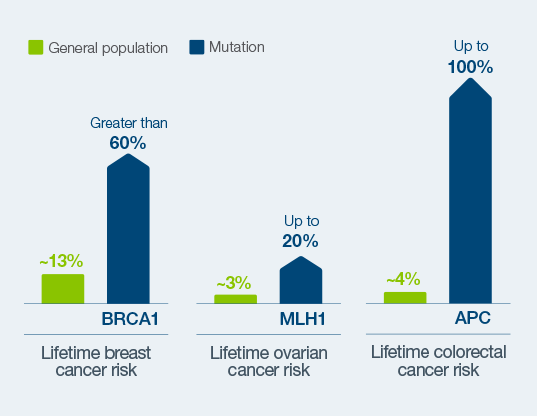 General population
Mutation
Greater than
60%
~13%
BRCA1
Lifetime breast
cancer risk
Up to
20%
~3%
MLH1
Lifetime ovarian
cancer risk
Up to
100%
~4%
APC
Lifetime colorectal
cancer risk